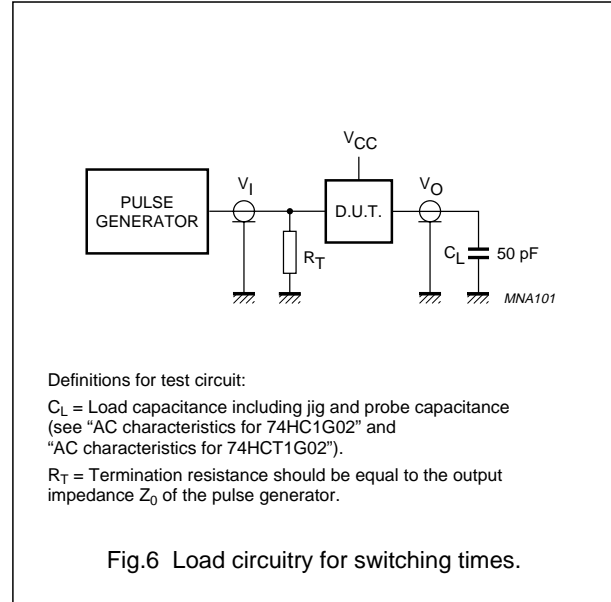 VCC
VI
VO
PULSE
GENERATOR
D.U.T.
RT
CL
50 pF
MNA101
Definitions for test circuit:
CL = Load capacitance including jig and probe capacitance
(see “AC characteristics for 74HC1G02” and
“AC characteristics for 74HCT1G02”).
RT = Termination resistance should be equal to the output
impedance Z0 of the pulse generator.
Fig.6 Load circuitry for switching times.